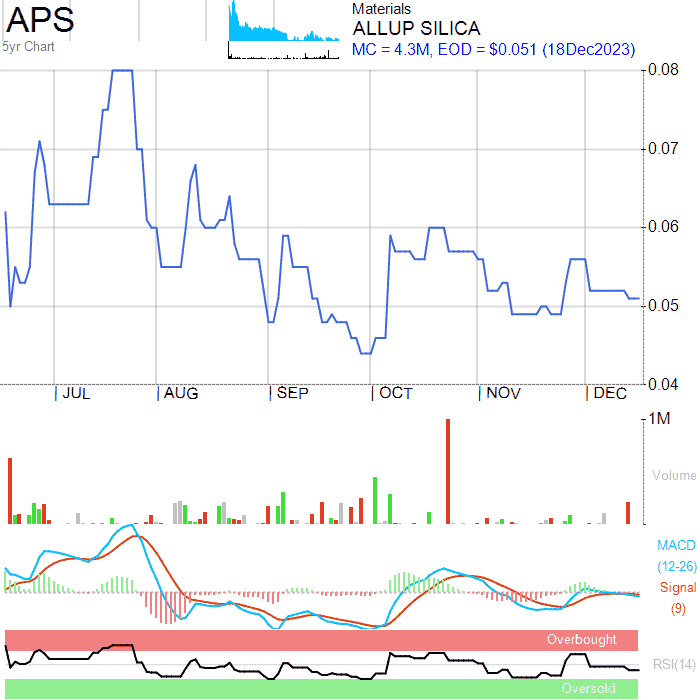 APS
5yr Chart
Materials
ALLUP SILICA
MC = 4.3M, EOD = $0.051 (18Dec2023)
0.08
0.07
0.06
0.05
0.04
JUL
AUG
SEP
OCT
NOV
DEC
1M
Volume
MACD
(12-26)
Signal
(9)
Overbought
RSI(14)
Oversold